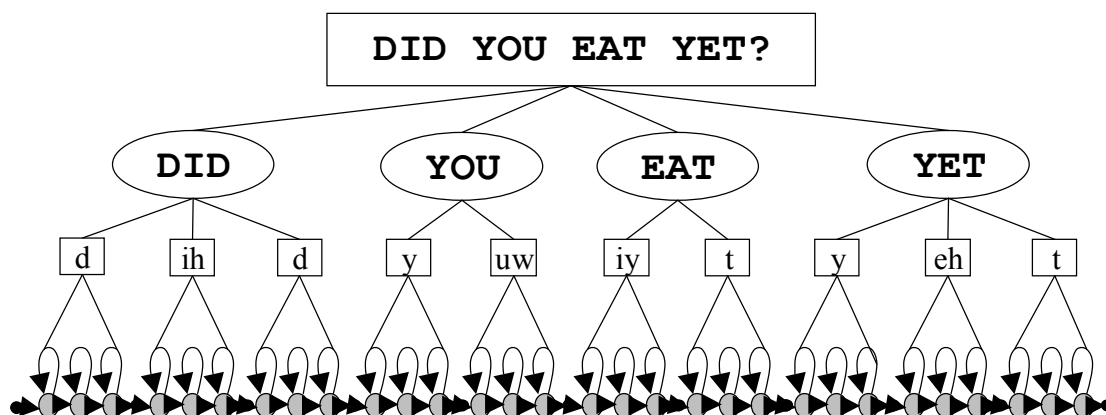 DID YOU EAT YET?
DID YOU EAT YET
d ih d y uw iy t y eh t